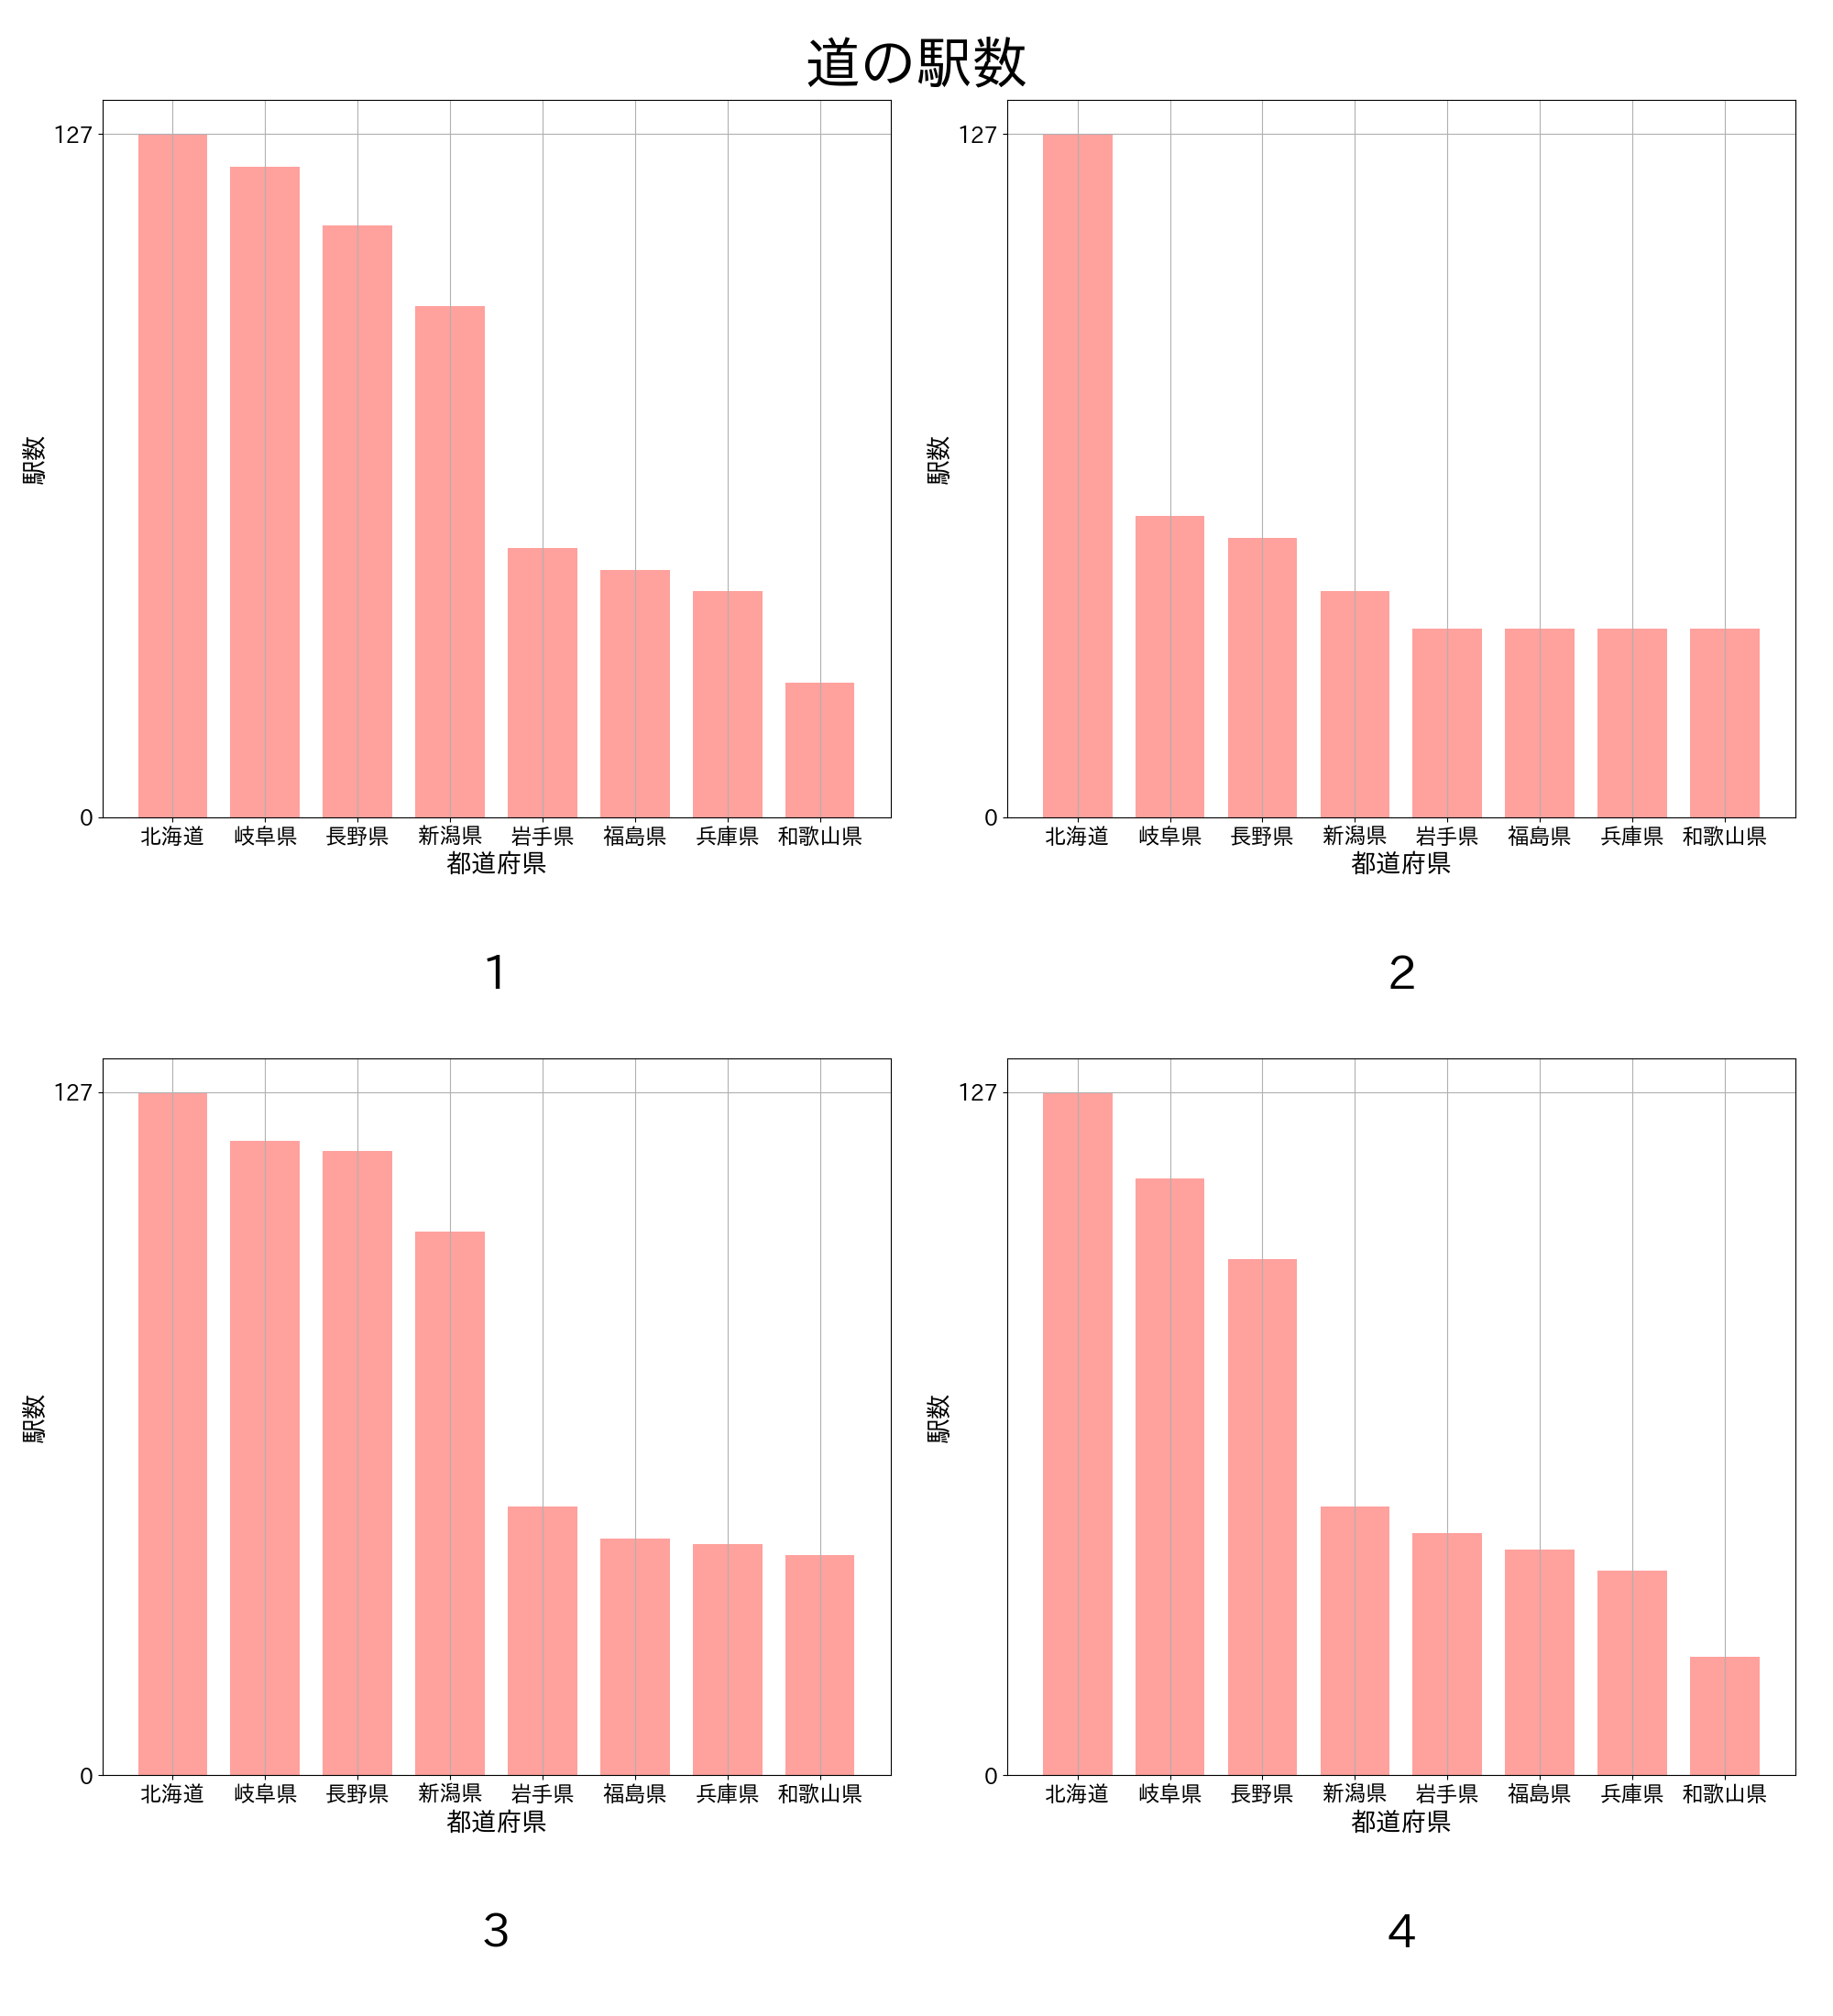 道の駅数
127
駅数
0
北海道 岐阜県 長野県 新潟県 岩手県 福島県 兵庫県 和歌山県
都道府県
1
127
駅数
0
北海道 岐阜県 長野県 新潟県 岩手県 福島県 兵庫県 和歌山県
都道府県
2
127
駅数
0
北海道 岐阜県 長野県 新潟県 岩手県 福島県 兵庫県 和歌山県
都道府県
3
127
駅数
0
北海道 岐阜県 長野県 新潟県 岩手県 福島県 兵庫県 和歌山県
都道府県
4